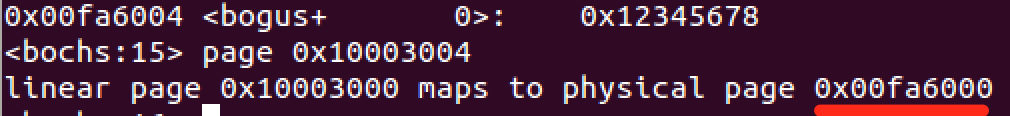 0x00fa6004 <bogus+       0>:    0x12345678
<bochs:15> page 0x10003004
linear page 0x10003000 maps to physical page 0x00fa6000